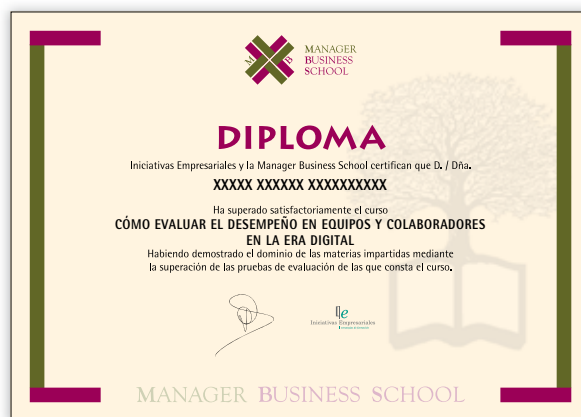 M B
MANAGER
BUSINESS
SCHOOL
DIPLOMA
Iniciativas Empresariales y la Manager Business School certifican que D. / Dña.
XXXXX XXXXXX XXXXXXXXXX
Ha superado satisfactoriamente el curso
CÓMO EVALUAR EL DESEMPEÑO EN EQUIPOS Y COLABORADORES
EN LA ERA DIGITAL
Habiendo demostrado el dominio de las materias impartidas mediante
la superación de las pruebas de evaluación de las que consta el curso.
Ie
Iniciativas Empresariales
MANAGER BUSINESS SCHOOL